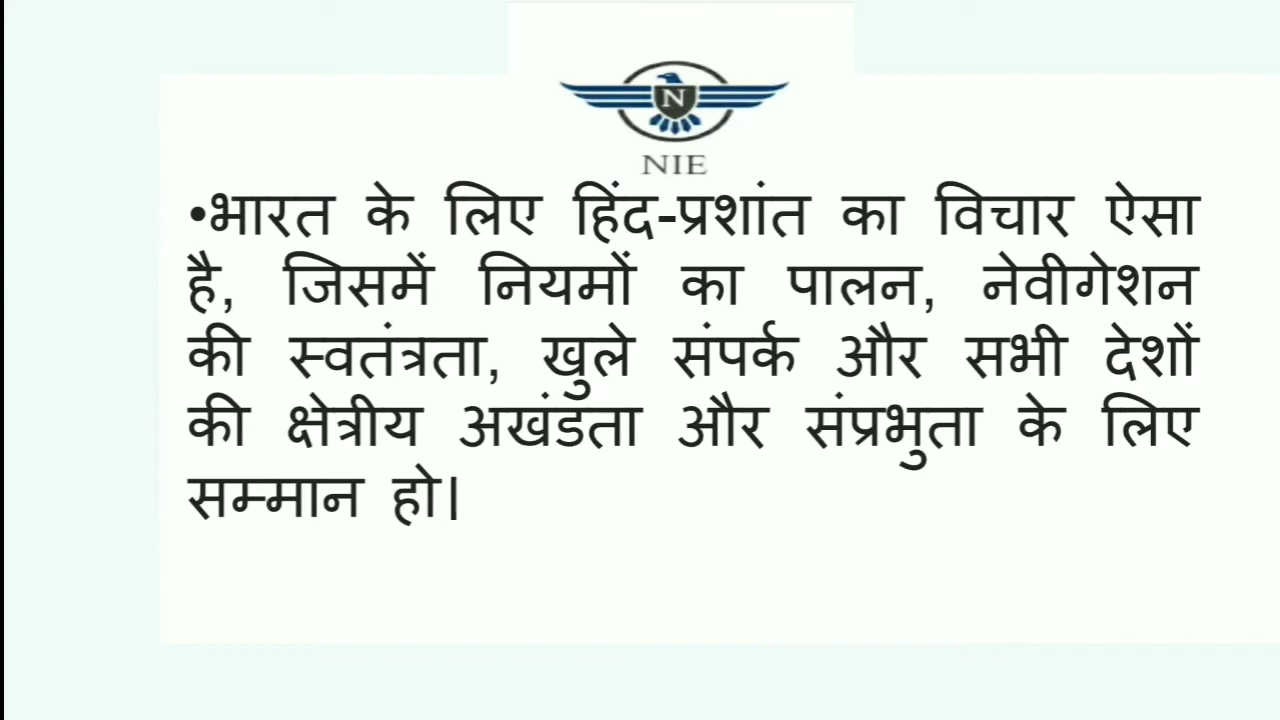 N
NIE
•भारत के लिए हिंद-प्रशांत का विचार ऐसा
है, जिसमें नियमों का पालन, नेवीगेशन
की स्वतंत्रता, खुले संपर्क और सभी देशों
की क्षेत्रीय अखंडता और संप्रभुता के लिए
सम्मान हो।